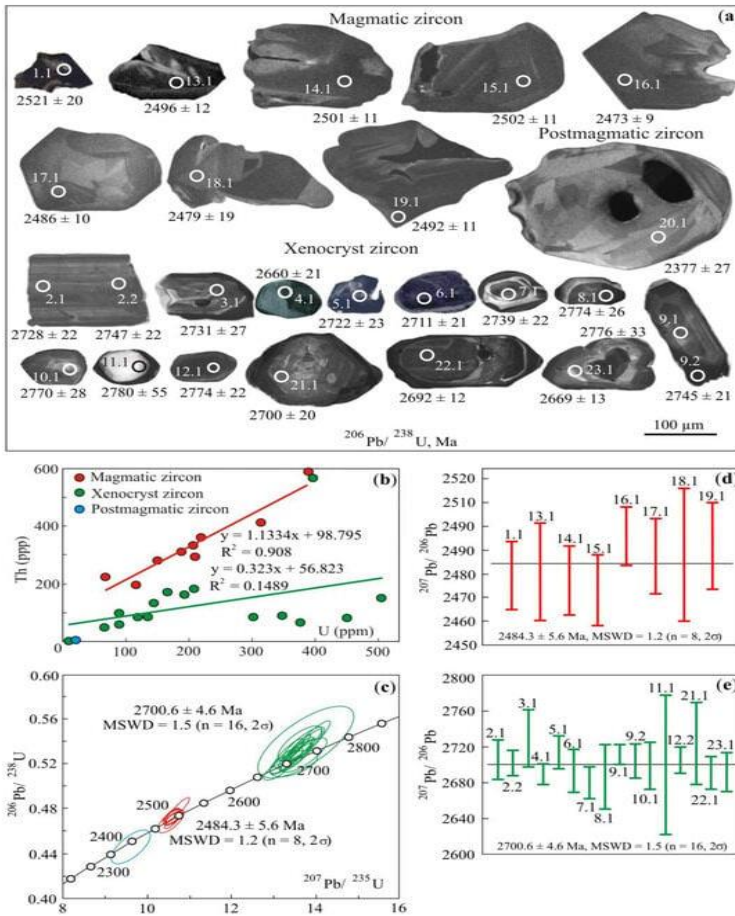 Magmatic zircon (a)
1.1 13.1 14.1 15.1 16.1
2521 ± 20 2496 ± 12 2501 ± 11 2502 ± 11 2473 ± 9
Postmagmatic zircon
17.1 18.1 19.1 20.1
2486 ± 10 2479 ± 19 2492 ± 11 2377 ± 27
Xenocryst zircon
2660 ± 21
2.1 2.2 3.1 4.1 5.1 6.1 7.1 8.1 9.1
2728 ± 22 2747 ± 22 2731 ± 27 2722 ± 23 2711 ± 21 2739 ± 22 2774 ± 26
2776 ± 33
10.1 11.1 12.1 21.1 22.1 23.1 9.2
2770 ± 28 2780 ± 55 2774 ± 22 2700 ± 20 2692 ± 12 2669 ± 13 2745 ± 21
206Pb/ 238U, Ma
100 µm
(b)
Magmatic zircon
Xenocryst zircon
Postmagmatic zircon
y = 1.1334x + 98.795
R² = 0.908
y = 0.323x + 56.823
R² = 0.1489
Th (ppp)
600
400
200
0
U (ppm)
0 100 200 300 400 500
(c)
2700.6 ± 4.6 Ma
MSWD = 1.5 (n = 16, 2σ)
2800
2700
2600
2500
2484.3 ± 5.6 Ma
MSWD = 1.2 (n = 8, 2σ)
2400
2300
206Pb/ 238U
0.60
0.56
0.52
0.48
0.44
0.40
207Pb/ 235U
8 10 12 14 16
(d)
207Pb/ 206Pb
2520
2510
2500
2490
2480
2470
2460
2450
1.1 13.1 14.1 15.1 16.1 17.1 18.1 19.1
2484.3 ± 5.6 Ma, MSWD = 1.2 (n = 8, 2σ)
(e)
207Pb/ 206Pb
2800
2760
2720
2680
2640
2600
2.1 2.2 3.1 4.1 5.1 6.1 7.1 8.1 9.1 9.2 10.1 11.1 12.2 21.1 22.1 23.1
2700.6 ± 4.6 Ma, MSWD = 1.5 (n = 16, 2σ)